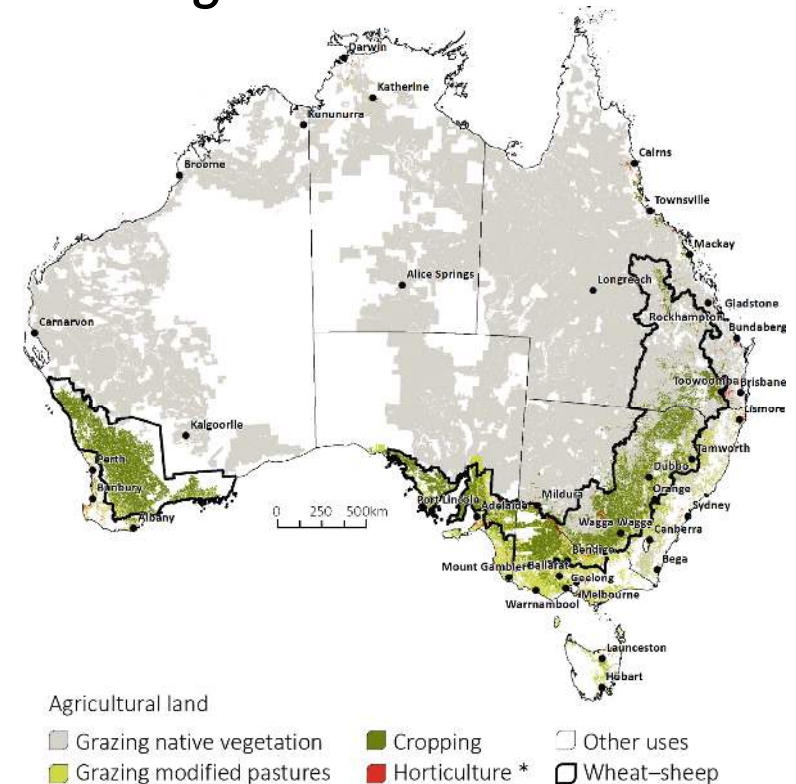 Darwin
Katherine
Kununurra
Broome
Cairns
Townsville
Mackay
Longreach
Alice Springs
Gladstone
Rockhampton
Bundaberg
Carnarvon
Toowoomba
Brisbane
Lismore
Kalgoorlie
Tamworth
Perth
Dubbo
Bunbury
Orange
Mildura
Port Lincoln
Adelaide
Sydney
Albany
0 250 500km
Wagga Wagga
Canberra
Bendigo
Bega
Mount Gambier
Ballarat
Geelong
Melbourne
Warrnambool
Launceston
Hobart
Agricultural land
Grazing native vegetation
Cropping
Other uses
Grazing modified pastures
Horticulture *
Wheat–sheep